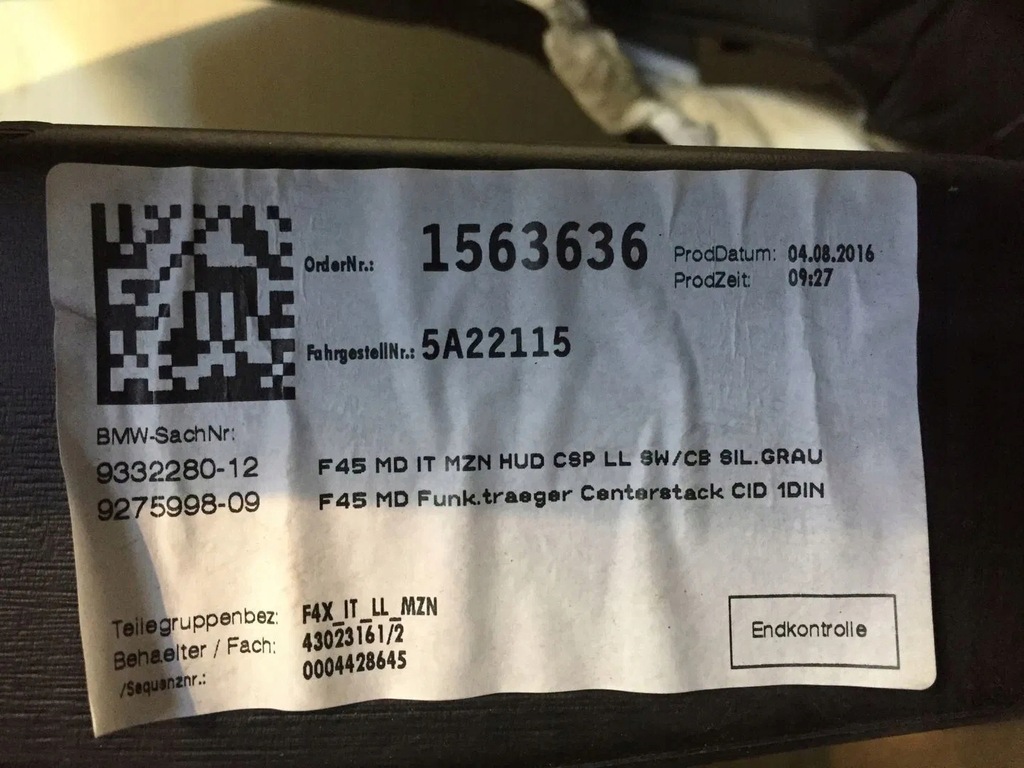 OrderNr.: 1563636
ProdDatum: 04.08.2016
ProdZeit: 09:27
FahrgestellNr.: 5A22115
BMW-SachNr:
9332280-12 F45 MD IT MZN HUD CSP LL SW/CB SIL.GRAU
9275998-09 F45 MD Funk.traeger Centerstack CID 1DIN
Teilegruppenbez: F4X_IT_LL_MZN
Behaelter / Fach: 43023161/2
/Sequenznr.: 0004428645
Endkontrolle